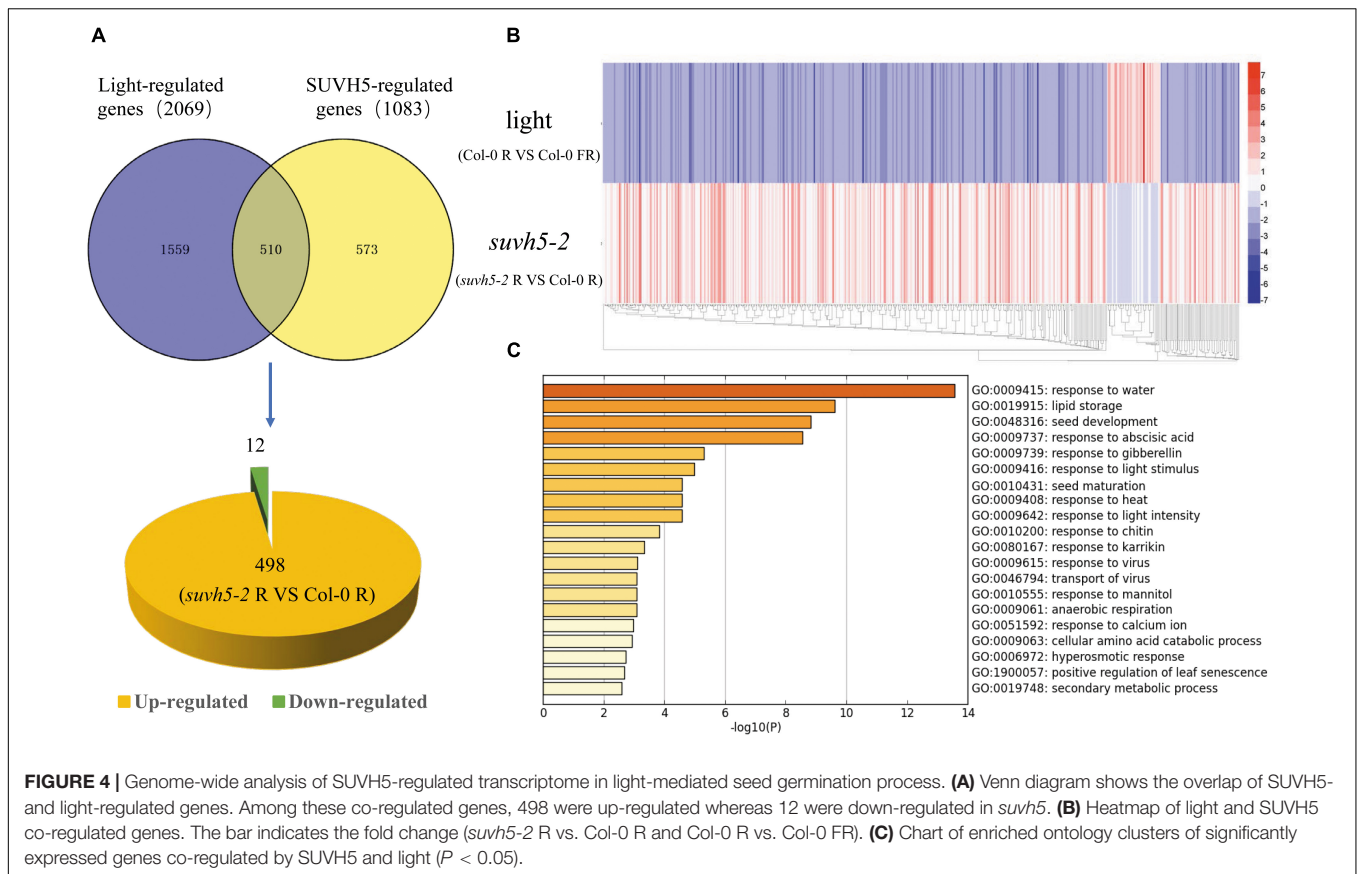 A
Light-regulated
genes（2069）
SUVH5-regulated
genes（1083）
1559
510
573
12
498
(suvh5-2 R VS Col-0 R)
Up-regulated
Down-regulated
B
light
(Col-0 R VS Col-0 FR)
suvh5-2
(suvh5-2 R VS Col-0 R)
7
6
5
4
3
2
1
0
-1
-2
-3
-4
-5
-6
-7
C
GO:0009415: response to water
GO:0019915: lipid storage
GO:0048316: seed development
GO:0009737: response to abscisic acid
GO:0009739: response to gibberellin
GO:0009416: response to light stimulus
GO:0010431: seed maturation
GO:0009408: response to heat
GO:0009642: response to light intensity
GO:0010200: response to chitin
GO:0080167: response to karrikin
GO:0009615: response to virus
GO:0046794: transport of virus
GO:0010555: response to mannitol
GO:0009061: anaerobic respiration
GO:0051592: response to calcium ion
GO:0009063: cellular amino acid catabolic process
GO:0006972: hyperosmotic response
GO:1900057: positive regulation of leaf senescence
GO:0019748: secondary metabolic process
0 2 4 6 8 10 12 14
-log10(P)
FIGURE 4 | Genome-wide analysis of SUVH5-regulated transcriptome in light-mediated seed germination process. (A) Venn diagram shows the overlap of SUVH5-
and light-regulated genes. Among these co-regulated genes, 498 were up-regulated whereas 12 were down-regulated in suvh5. (B) Heatmap of light and SUVH5
co-regulated genes. The bar indicates the fold change (suvh5-2 R vs. Col-0 R and Col-0 R vs. Col-0 FR). (C) Chart of enriched ontology clusters of significantly
expressed genes co-regulated by SUVH5 and light (P < 0.05).